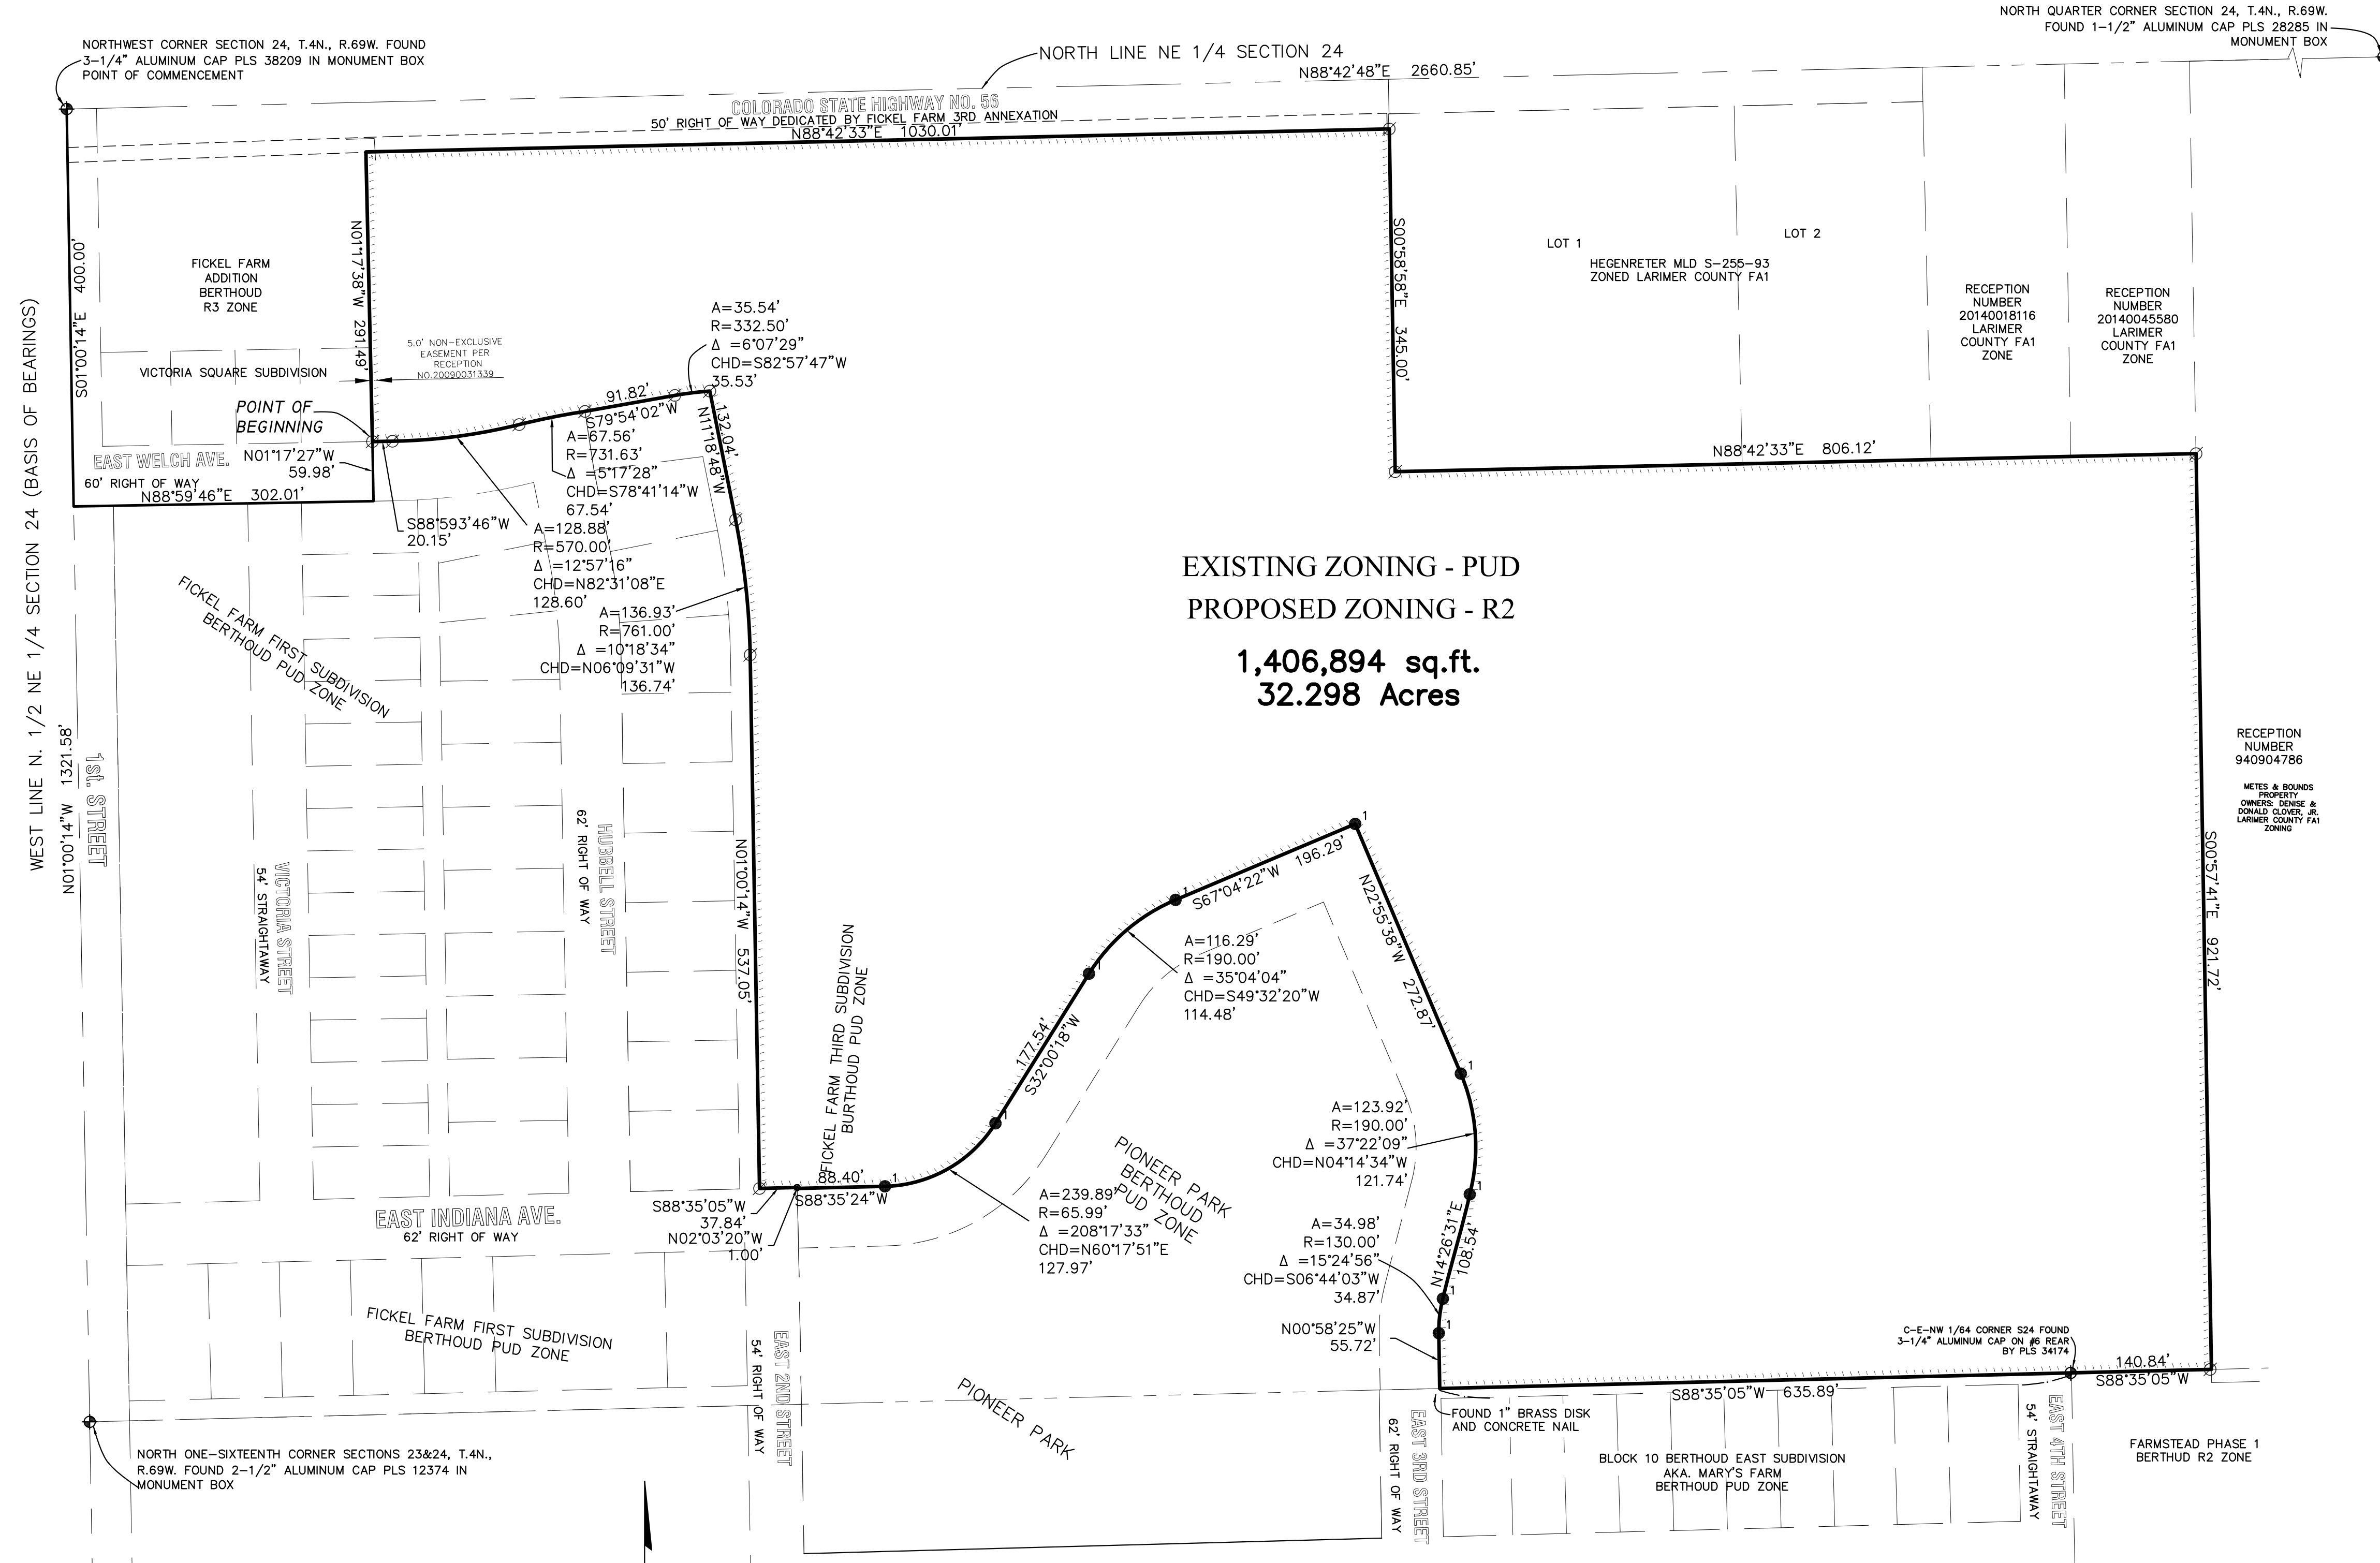 NORTH QUARTER CORNER SECTION 24, T.4N., R.69W.
FOUND 1-1/2" ALUMINUM CAP PLS 28285 IN
MONUMENT BOX
NORTHWEST CORNER SECTION 24, T.4N., R.69W. FOUND
3-1/4" ALUMINUM CAP PLS 38209 IN MONUMENT BOX
POINT OF COMMENCEMENT
NORTH LINE NE 1/4 SECTION 24
N88°42'48"E 2660.85'
COLORADO STATE HIGHWAY NO. 56
50' RIGHT OF WAY DEDICATED BY FICKEL FARM 3RD ANNEXATION
N88°42'33"E 1030.01'
WEST LINE N. 1/2 NE 1/4 SECTION 24 (BASIS OF BEARINGS)
S01°00'14"E 400.00'
FICKEL FARM
ADDITION
BERTHOUD
R3 ZONE
VICTORIA SQUARE SUBDIVISION
N01°17'38"W 291.49'
5.0' NON-EXCLUSIVE
EASEMENT PER
RECEPTION
NO.20090031339
POINT OF
BEGINNING
EAST WELCH AVE.
60' RIGHT OF WAY
N88°59'46"E 302.01'
N01°17'27"W
59.98'
S88°593'46"W
20.15'
A=35.54'
R=332.50'
Δ =6°07'29"
CHD=S82°57'47"W
35.53'
91.82'
S79°54'02"W
A=67.56'
R=731.63'
Δ =5°17'28"
CHD=S78°41'14"W
67.54'
A=128.88'
R=570.00'
Δ =12°57'16"
CHD=N82°31'08"E
128.60'
132.04'
N11°18'48"W
A=136.93'
R=761.00'
Δ =10°18'34"
CHD=N06°09'31"W
136.74'
S00°58'58"E 345.00'
LOT 1
LOT 2
HEGENRETER MLD S-255-93
ZONED LARIMER COUNTY FA1
RECEPTION
NUMBER
20140018116
LARIMER
COUNTY FA1
ZONE
RECEPTION
NUMBER
20140045580
LARIMER
COUNTY FA1
ZONE
N88°42'33"E 806.12'
EXISTING ZONING - PUD
PROPOSED ZONING - R2
1,406,894 sq.ft.
32.298 Acres
RECEPTION
NUMBER
940904786
METES & BOUNDS
PROPERTY
OWNERS: DENISE &
DONALD CLOVER, JR.
LARIMER COUNTY FA1
ZONING
S00°57'41"E 921.72'
FICKEL FARM FIRST SUBDIVISION
BERTHOUD PUD ZONE
N01°00'14"W 1321.58'
1st. STREET
VICTORIA STREET
54' STRAIGHTAWAY
HUBBELL STREET
62' RIGHT OF WAY
N01°00'14"W 537.05'
FICKEL FARM THIRD SUBDIVISION
BURTHOUD PUD ZONE
1
S67°04'22"W 196.29'
1
A=116.29'
R=190.00'
Δ =35°04'04"
CHD=S49°32'20"W
114.48'
1
177.54'
S32°00'18"W
1
N22°55'38"W 272.87'
1
A=123.92'
R=190.00'
Δ =37°22'09"
CHD=N04°14'34"W
121.74'
1
N14°26'31"E
108.54'
A=34.98'
R=130.00'
Δ =15°24'56"
CHD=S06°44'03"W
34.87'
1
1
N00°58'25"W
55.72'
PIONEER PARK
BERTHOUD
PUD ZONE
88.40'
1
S88°35'24"W
S88°35'05"W
37.84'
N02°03'20"W
1.00'
A=239.89'
R=65.99'
Δ =208°17'33"
CHD=N60°17'51"E
127.97'
EAST INDIANA AVE.
62' RIGHT OF WAY
FICKEL FARM FIRST SUBDIVISION
BERTHOUD PUD ZONE
EAST 2ND STREET
54' RIGHT OF WAY
PIONEER PARK
C-E-NW 1/64 CORNER S24 FOUND
3-1/4" ALUMINUM CAP ON #6 REAR
BY PLS 34174
140.84'
S88°35'05"W
S88°35'05"W 635.89'
FOUND 1" BRASS DISK
AND CONCRETE NAIL
62' RIGHT OF WAY
EAST 3RD STREET
BLOCK 10 BERTHOUD EAST SUBDIVISION
AKA. MARY'S FARM
BERTHOUD PUD ZONE
54' STRAIGHTAWAY
EAST 4TH STREET
FARMSTEAD PHASE 1
BERTHUD R2 ZONE
NORTH ONE-SIXTEENTH CORNER SECTIONS 23&24, T.4N.,
R.69W. FOUND 2-1/2" ALUMINUM CAP PLS 12374 IN
MONUMENT BOX